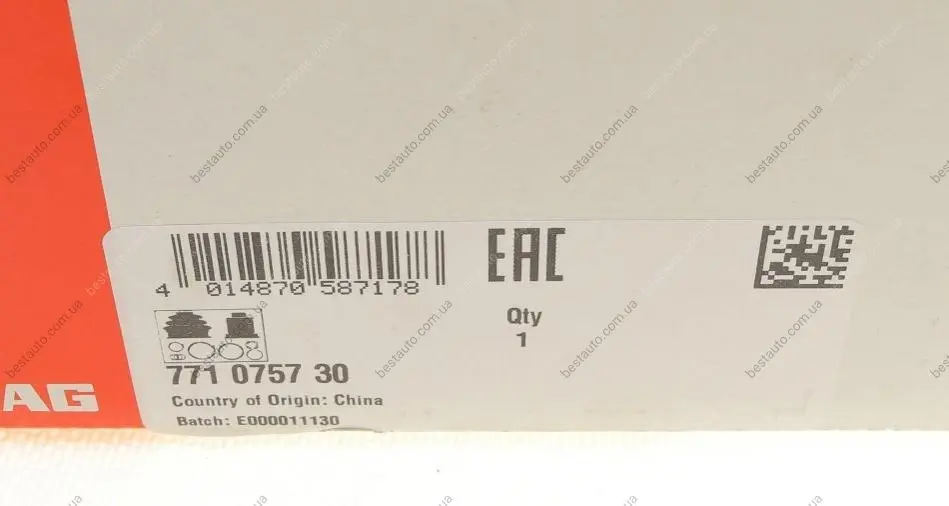 EAC
4 014870 587178
Qty
1
771 0757 30
Country of Origin: China
Batch: E000011130
AG
bestauto.com.ua